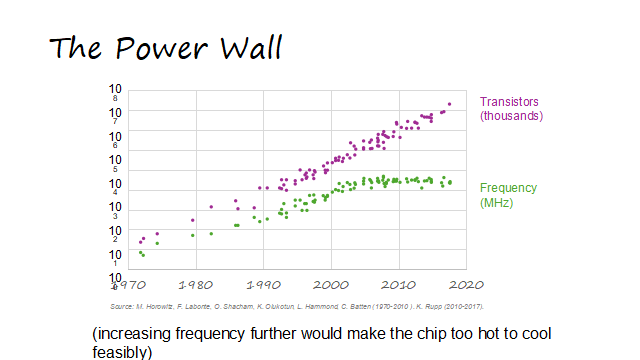 The Power Wall
10
8
10
7
10
6
10
5
10
4
10
3
10
2
10
1
10
0
Transistors
(thousands)
Frequency
(MHz)
1970 1980 1990 2000 2010 2020
Source: M. Horowitz, F. Laborte, O. Shacham, K. Olukotun, L. Hammond, C. Batten (1970-2010 ). K. Rupp (2010-2017).
(increasing frequency further would make the chip too hot to cool
feasibly)